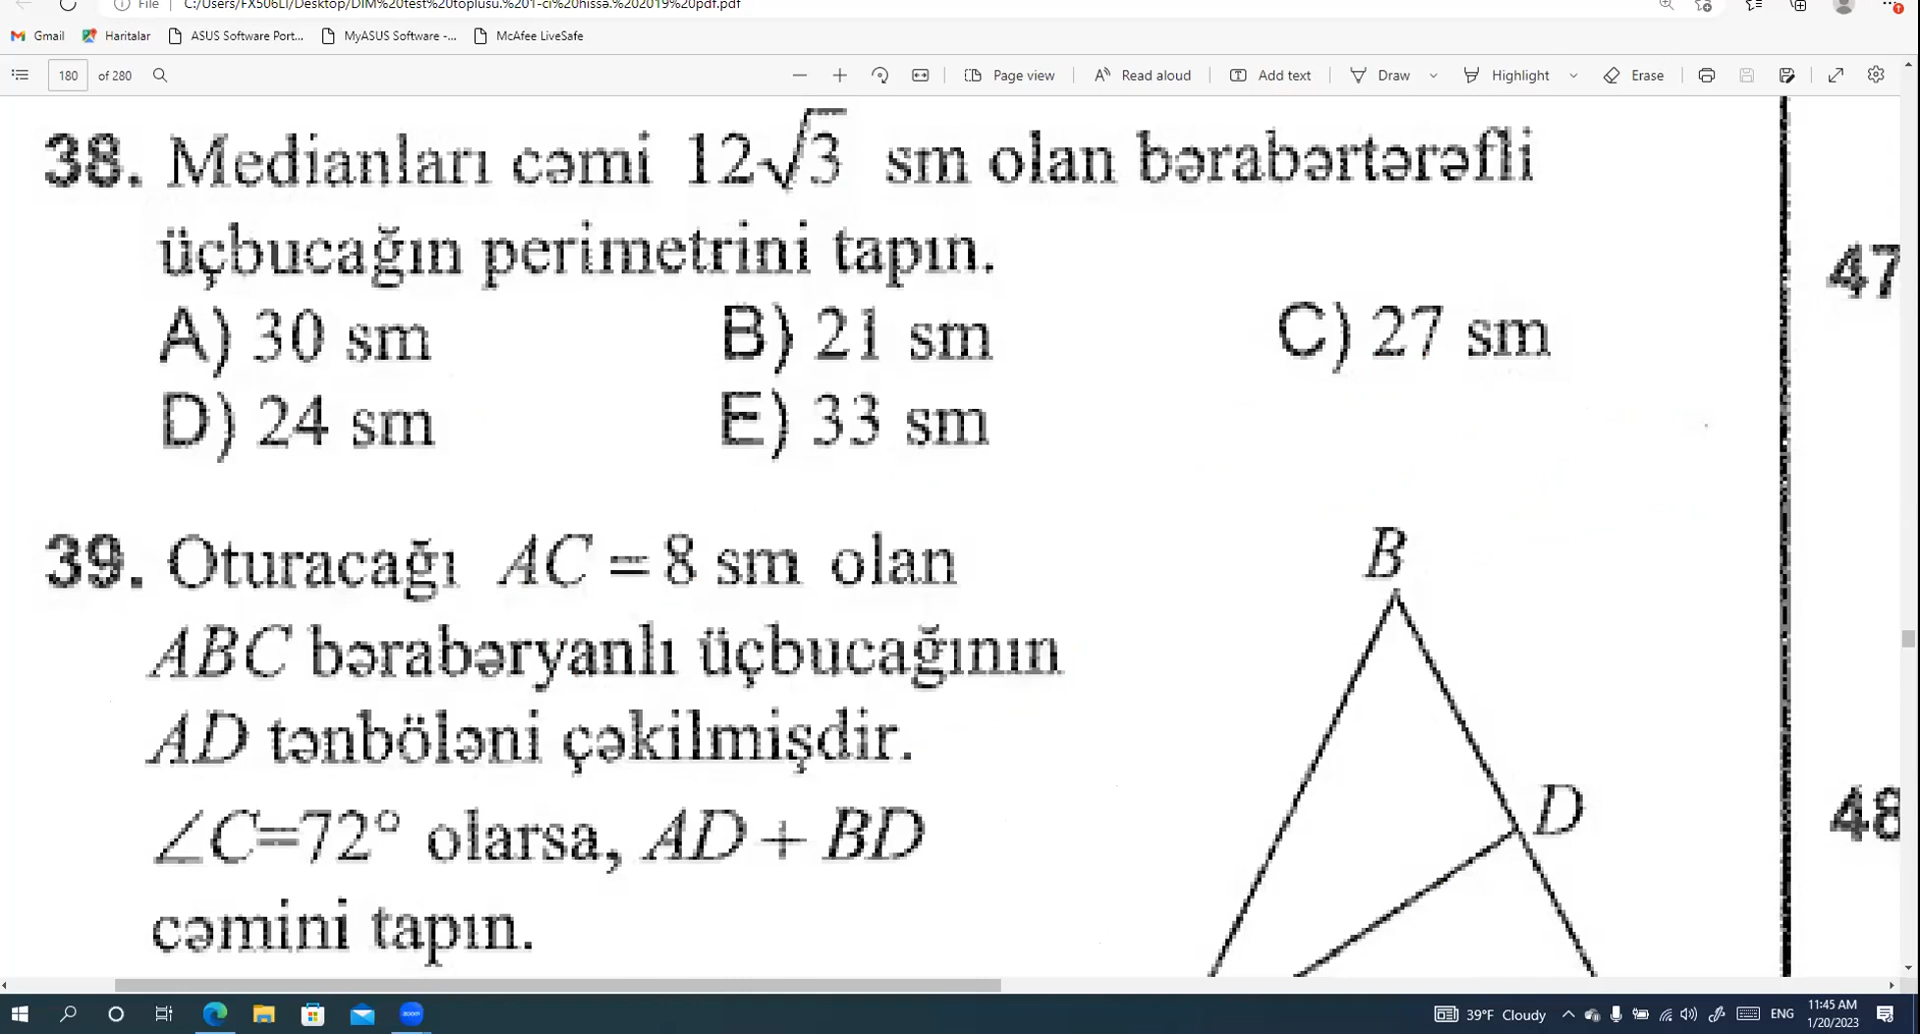 File C:/Users/FX506LI/Desktop/DIM%20test%20toplusu.%201-ci%20hissə.%202019%20pdf.pdf
Gmail Haritalar ASUS Software Port... MyASUS Software -... McAfee LiveSafe
180 of 280 Page view Read aloud Add text Draw Highlight Erase
38. Medianları cəmi 12√3 sm olan bərabərtərəfli
üçbucağın perimetrini tapın.
A) 30 sm B) 21 sm C) 27 sm
D) 24 sm E) 33 sm
39. Oturacağı AC = 8 sm olan
ABC bərabəryanlı üçbucağının
AD tənböləni çəkilmişdir.
∠C=72° olarsa, AD + BD
cəmini tapın.
B
D
47
48
zoom 39°F Cloudy ENG 11:45 AM
1/20/2023